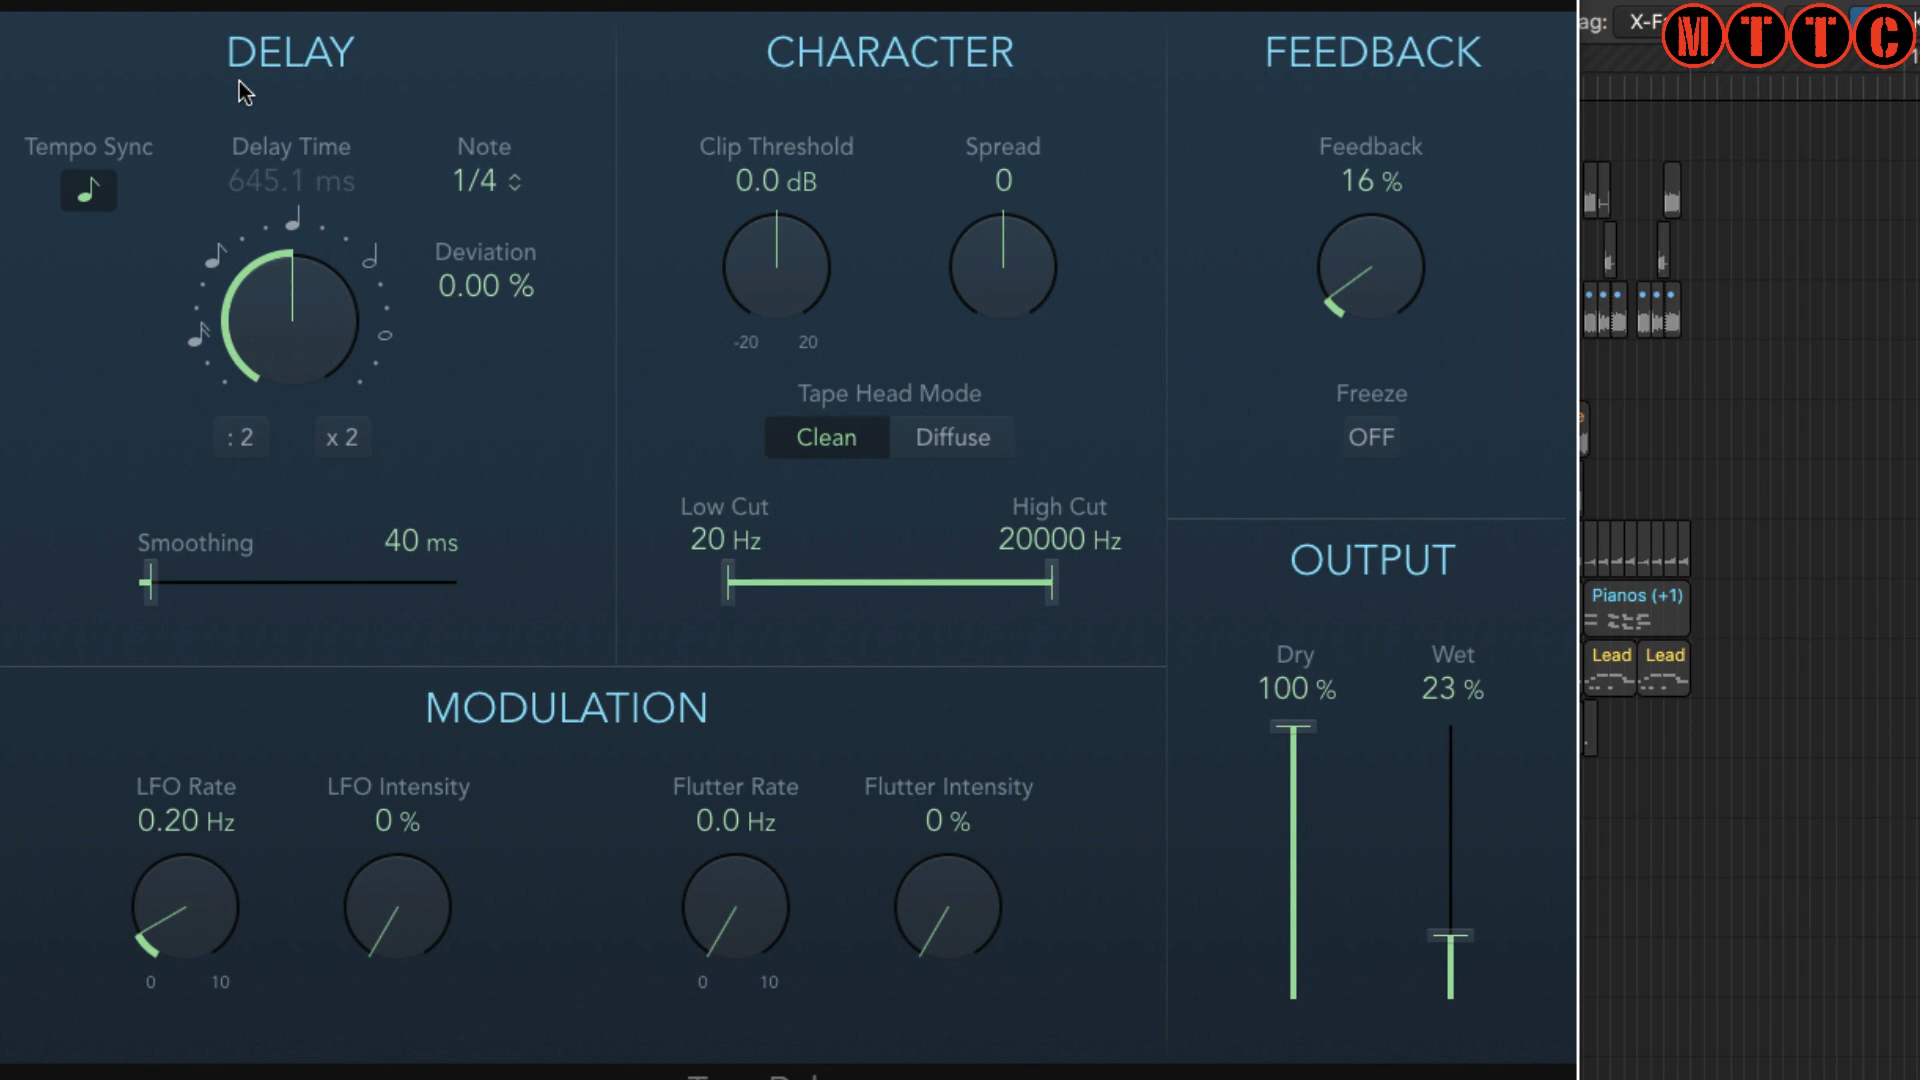 DELAY
CHARACTER
FEEDBACK
ag:
MTTC
Tempo Sync
Delay Time
645.1 ms
Note
1/4
Deviation
0.00 %
: 2
x 2
Smoothing
40 ms
Clip Threshold
0.0 dB
-20 20
Spread
0
Tape Head Mode
Clean
Diffuse
Low Cut
20 Hz
High Cut
20000 Hz
Feedback
16 %
Freeze
OFF
OUTPUT
Dry
100 %
Wet
23 %
MODULATION
LFO Rate
0.20 Hz
0 10
LFO Intensity
0 %
Flutter Rate
0.0 Hz
0 10
Flutter Intensity
0 %
Pianos (+1)
Lead
Lead